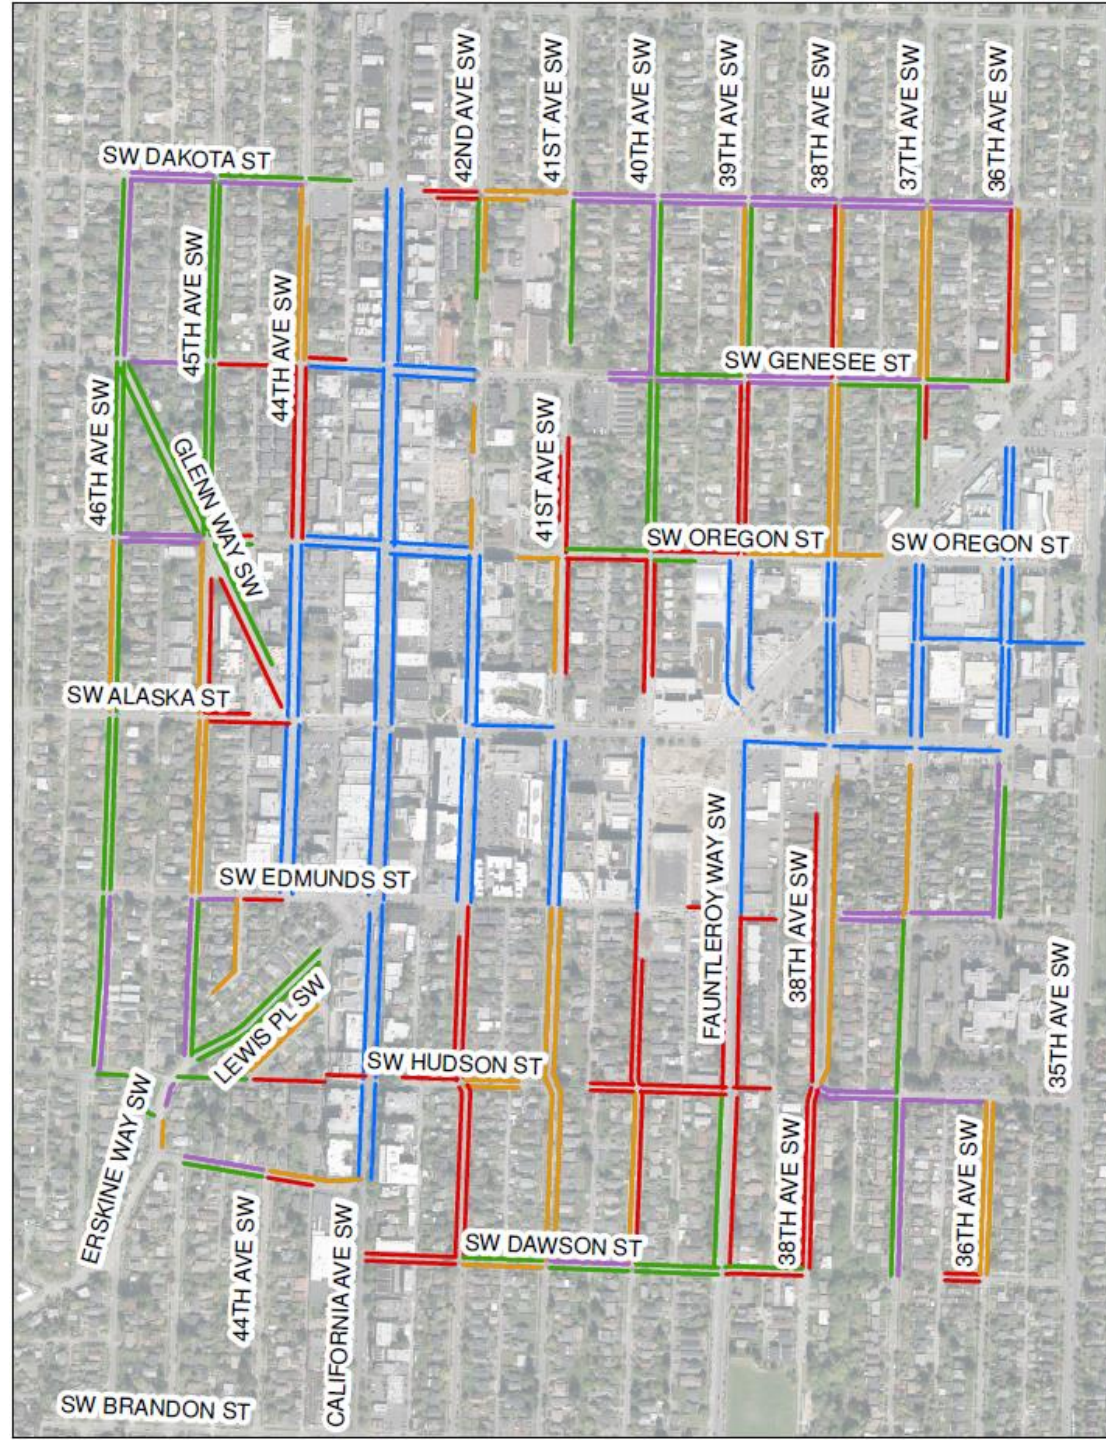 42ND AVE SW
41ST AVE SW
40TH AVE SW
39TH AVE SW
38TH AVE SW
37TH AVE SW
36TH AVE SW
SW DAKOTA ST
45TH AVE SW
44TH AVE SW
SW GENESEE ST
46TH AVE SW
GLENN WAY SW
41ST AVE SW
SW OREGON ST
SW OREGON ST
SW ALASKA ST
FAUNTLEROY WAY SW
38TH AVE SW
SW EDMUNDS ST
35TH AVE SW
LEWIS PL SW
SW HUDSON ST
ERSKINE WAY SW
38TH AVE SW
36TH AVE SW
44TH AVE SW
CALIFORNIA AVE SW
SW DAWSON ST
SW BRANDON ST